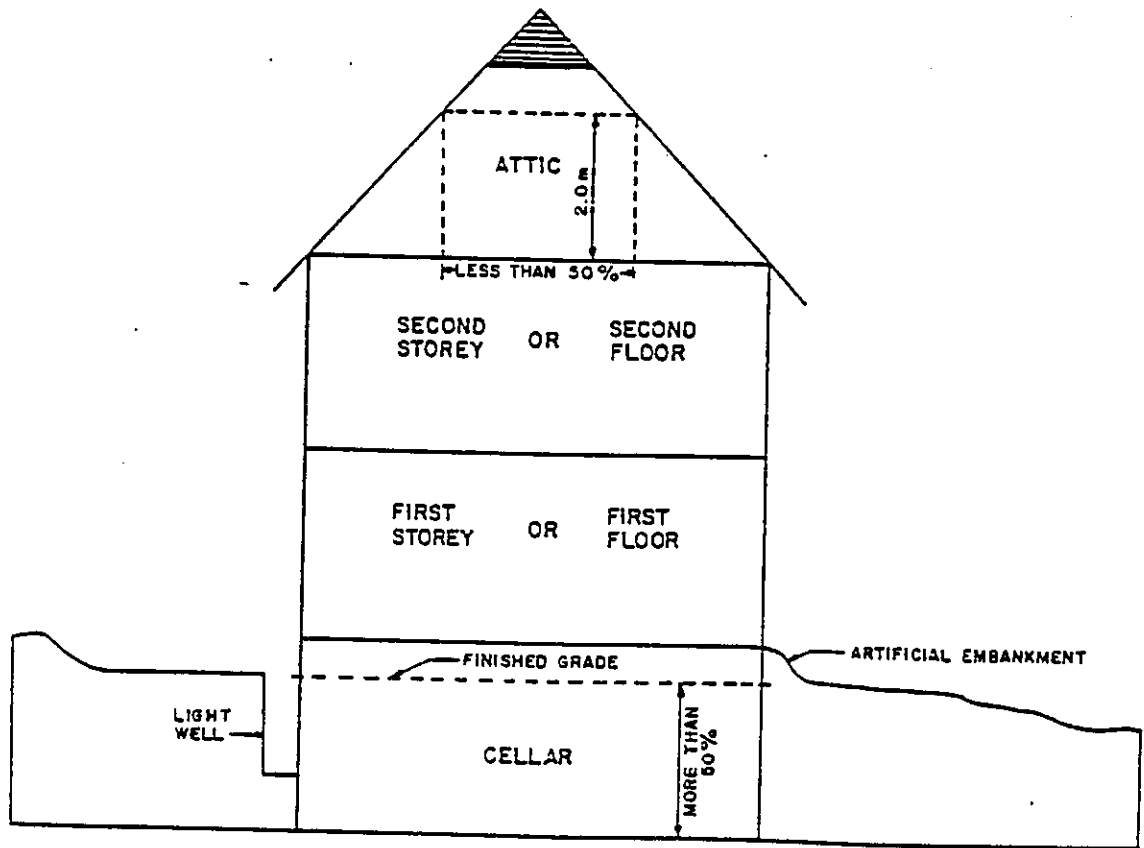 ATTIC
2.0 m
LESS THAN 50%
SECOND
STOREY
OR
SECOND
FLOOR
FIRST
STOREY
OR
FIRST
FLOOR
FINISHED GRADE
ARTIFICIAL EMBANKMENT
LIGHT
WELL
CELLAR
MORE THAN
50%